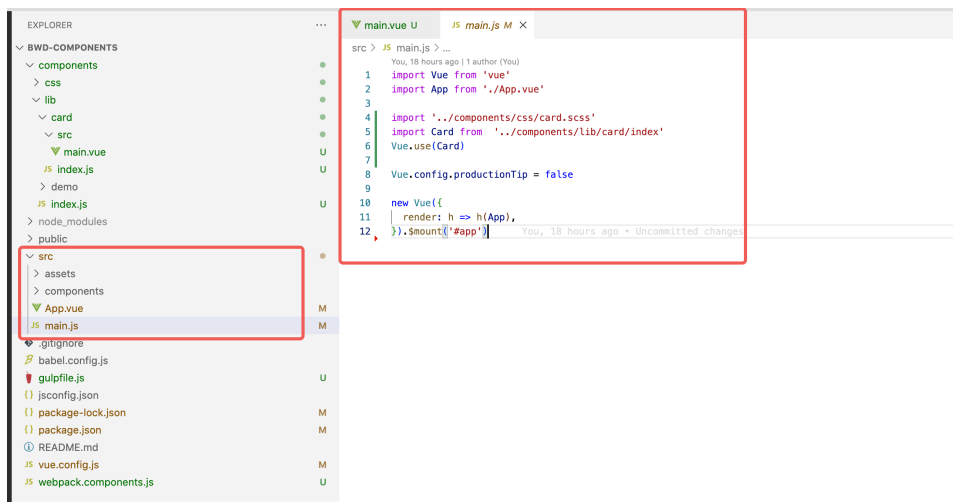 EXPLORER ...
BWD-COMPONENTS
components
css
lib
card
src
main.vue U
JS index.js U
demo
JS index.js U
node_modules
public
src
assets
components
App.vue M
JS main.js M
.gitignore
babel.config.js
gulpfile.js U
{} jsconfig.json
{} package-lock.json M
{} package.json M
README.md
JS vue.config.js M
JS webpack.components.js U
main.vue U JS main.js M ×
src > JS main.js > ...
You, 18 hours ago | 1 author (You)
1 import Vue from 'vue'
2 import App from './App.vue'
3
4 import '../components/css/card.scss'
5 import Card from '../components/lib/card/index'
6 Vue.use(Card)
7
8 Vue.config.productionTip = false
9
10 new Vue({
11 render: h => h(App),
12 }).$mount('#app') You, 18 hours ago • Uncommitted changes